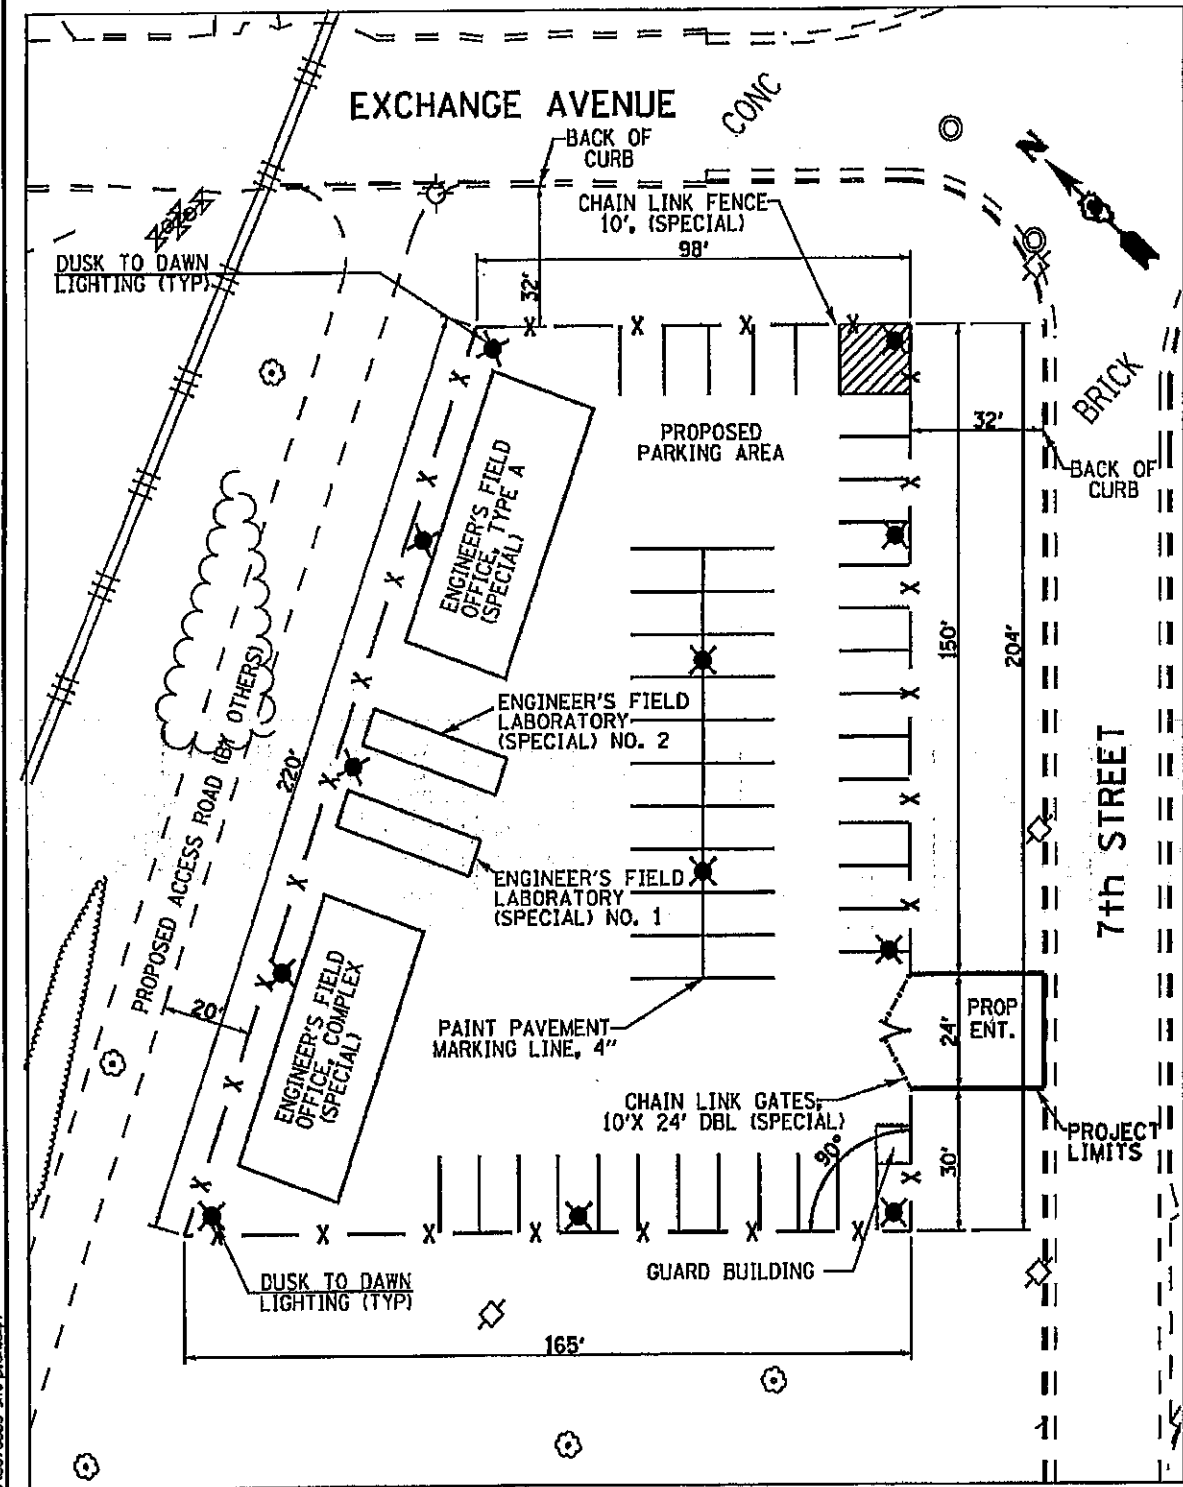 EXCHANGE AVENUE
CONC
BACK OF
CURB
N
CHAIN LINK FENCE
10', (SPECIAL)
98'
DUSK TO DAWN
LIGHTING (TYP)
32'
BRICK
PROPOSED
PARKING AREA
32'
BACK OF
CURB
ENGINEER'S FIELD
OFFICE, TYPE A
(SPECIAL)
150'
204'
ENGINEER'S FIELD
LABORATORY
(SPECIAL) NO. 2
220'
PROPOSED ACCESS ROAD (BY OTHERS)
7th STREET
ENGINEER'S FIELD
LABORATORY
(SPECIAL) NO. 1
20'
ENGINEER'S FIELD
OFFICE, COMPLEX
(SPECIAL)
PAINT PAVEMENT
MARKING LINE, 4"
24'
PROP
ENT.
CHAIN LINK GATES,
10'X 24' DBL (SPECIAL)
90°
30'
PROJECT
LIMITS
GUARD BUILDING
DUSK TO DAWN
LIGHTING (TYP)
165'